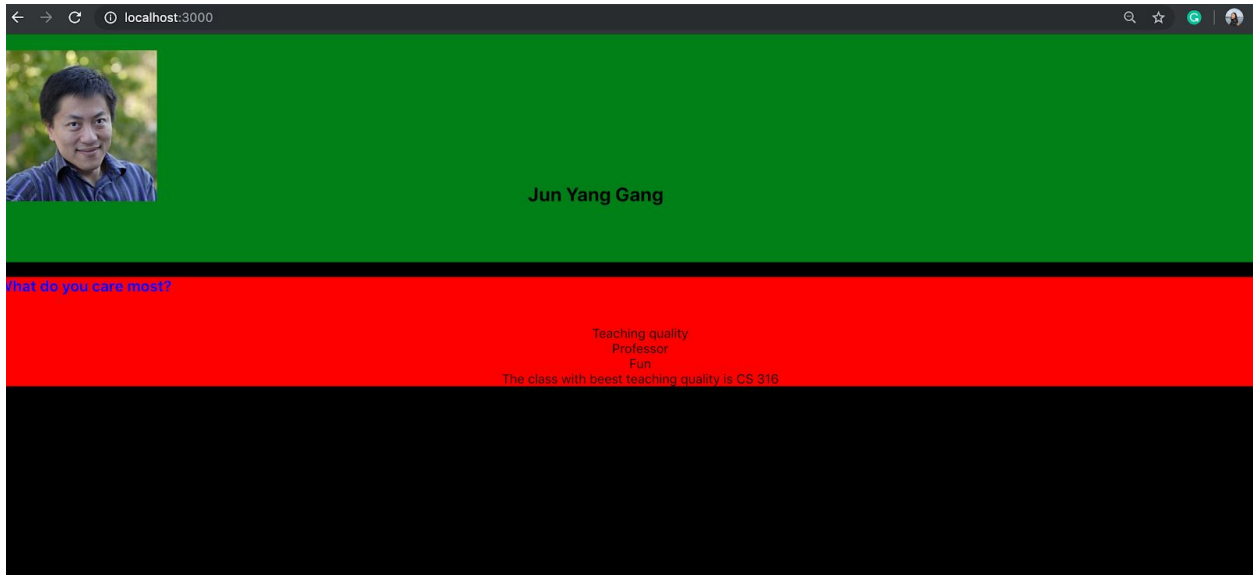 localhost:3000
Jun Yang Gang
What do you care most?
Teaching quality
Professor
Fun
The class with beest teaching quality is CS 316